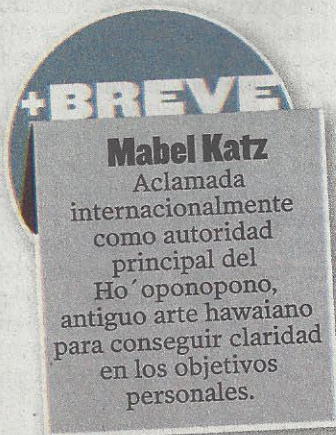 +BREVE
Mabel Katz
Aclamada
internacionalmente
como autoridad
principal del
Ho´oponopono,
antiguo arte hawaiano
para conseguir claridad
en los objetivos
personales.